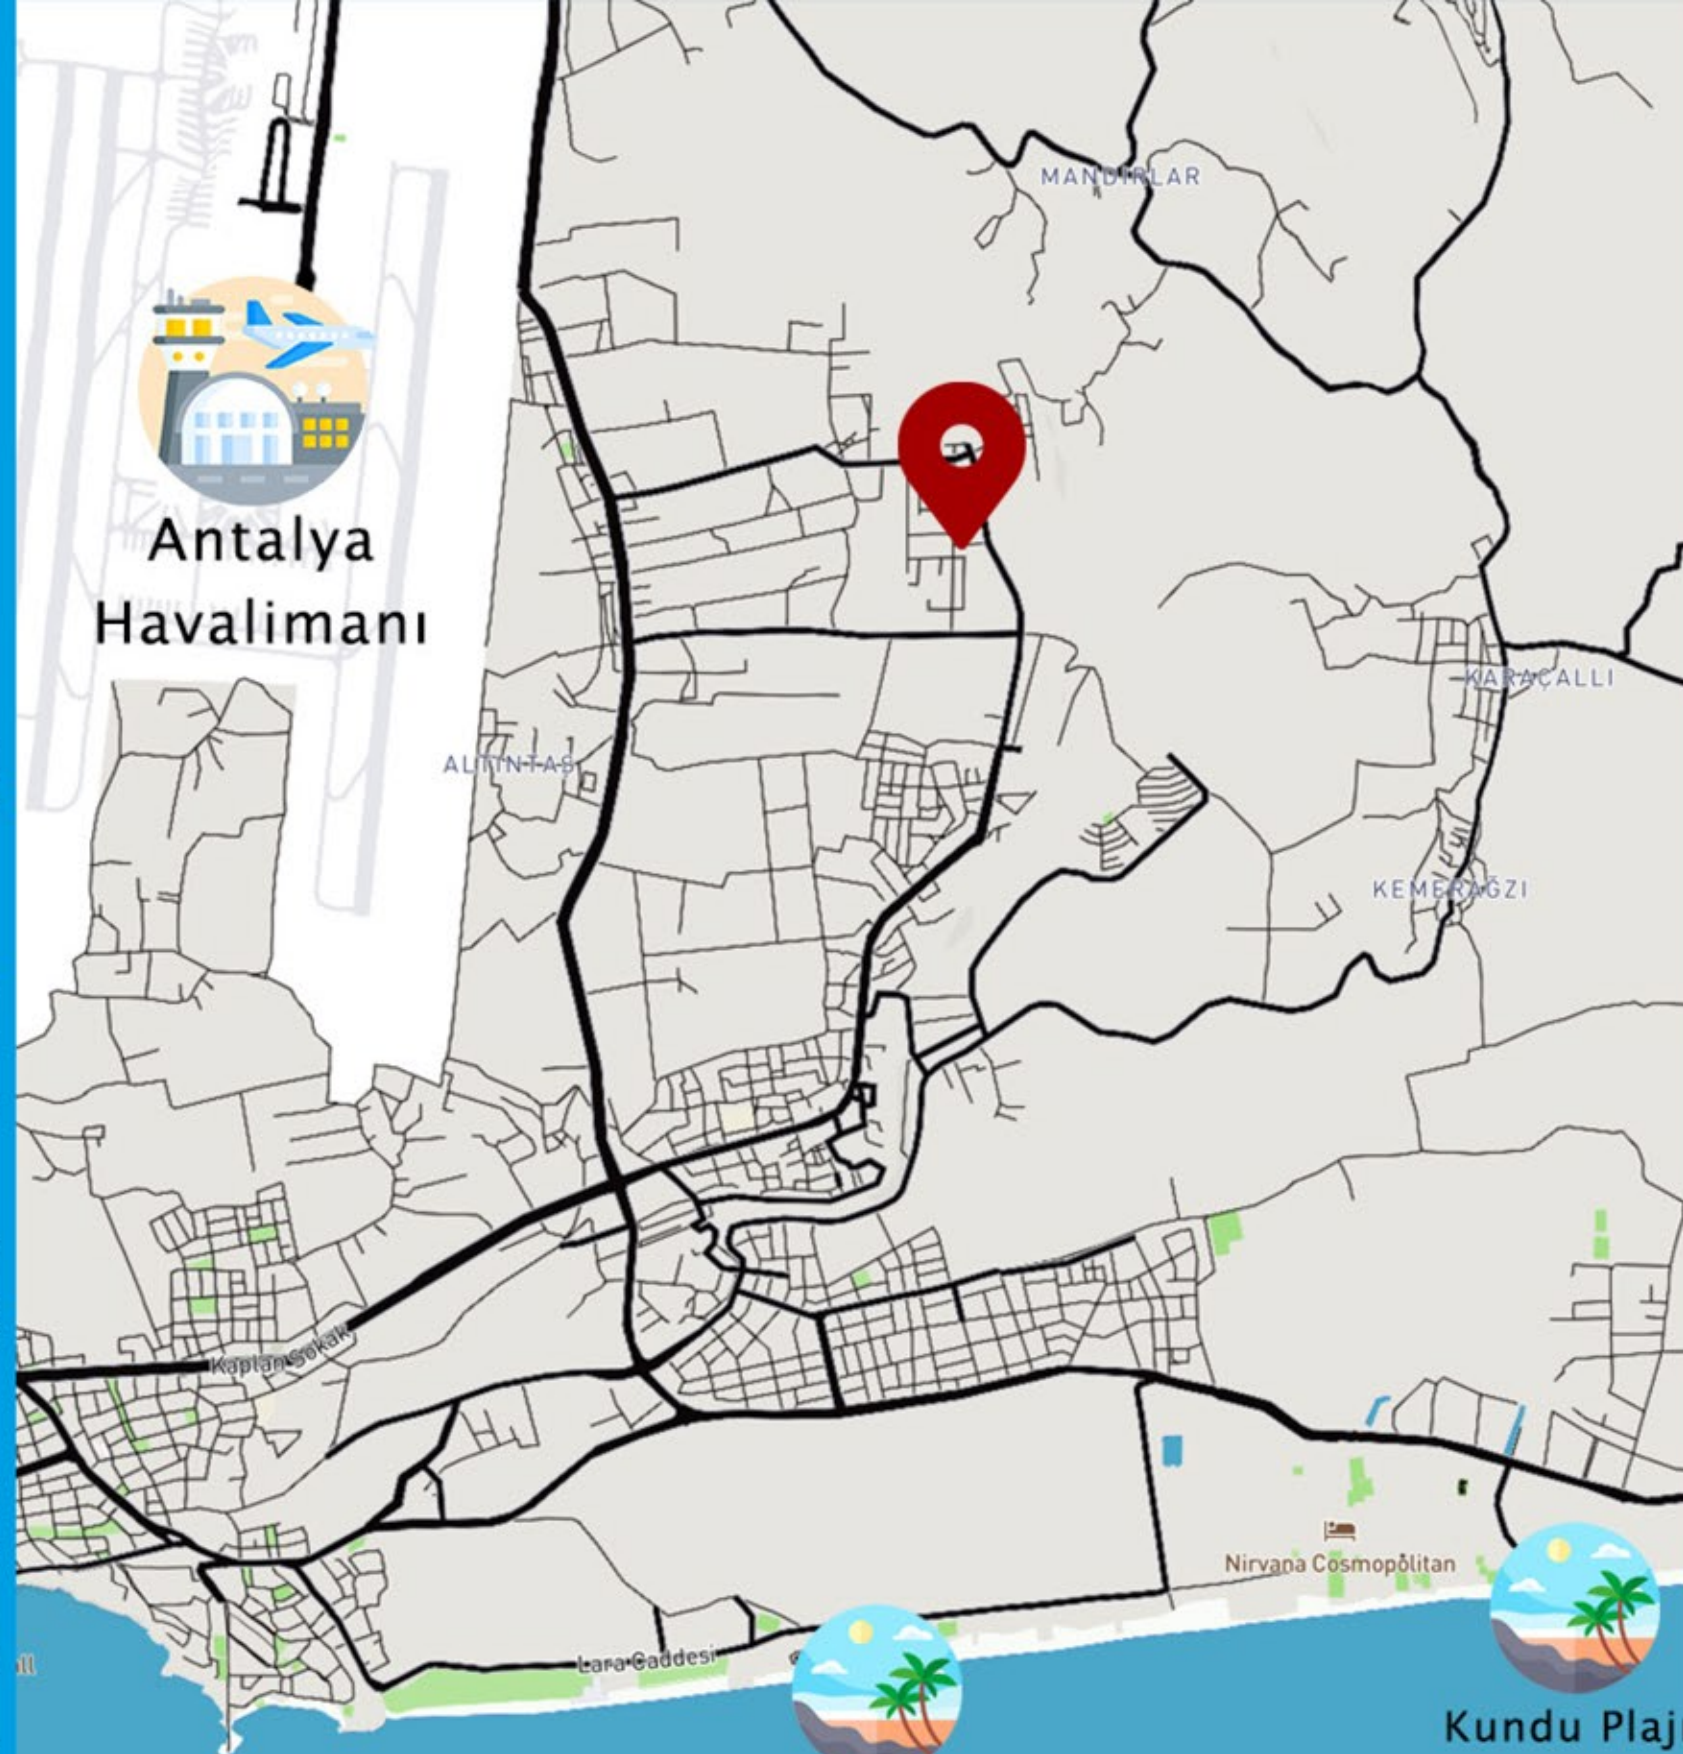 MANDIRLAR
Antalya
Havalimanı
KARAÇALLI
ALTINTAŞ
KEMERAĞZI
Kaplan Sokak
Nirvana Cosmopolitan
Lara Caddesi
Kundu Plaj